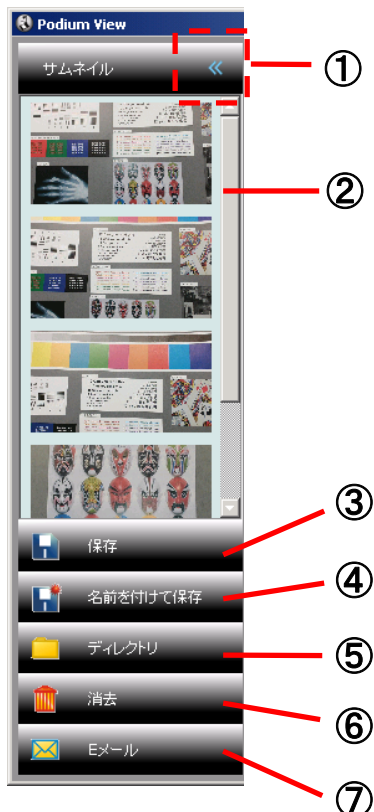 Podium View
サムネイル «
①
②
保存
③
名前を付けて保存
④
ディレクトリ
⑤
消去
⑥
Eメール
⑦